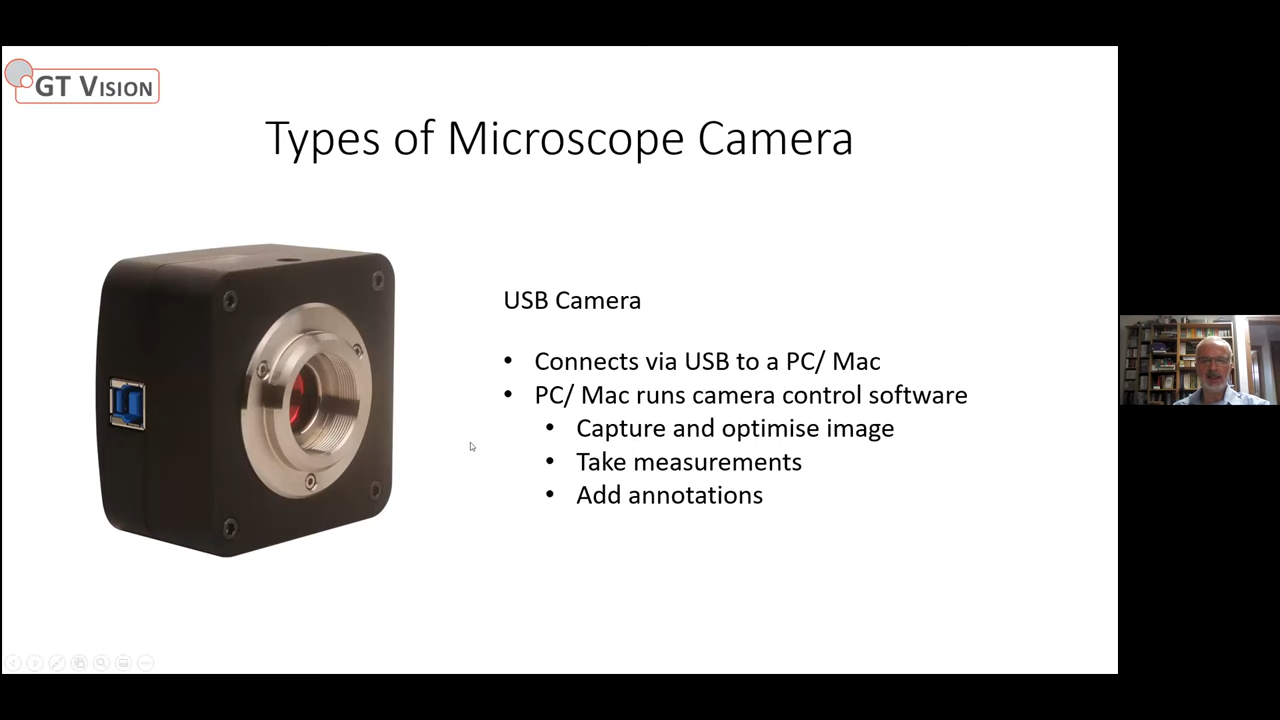 GT VISION
Types of Microscope Camera
USB Camera
• Connects via USB to a PC/ Mac
• PC/ Mac runs camera control software
• Capture and optimise image
• Take measurements
• Add annotations